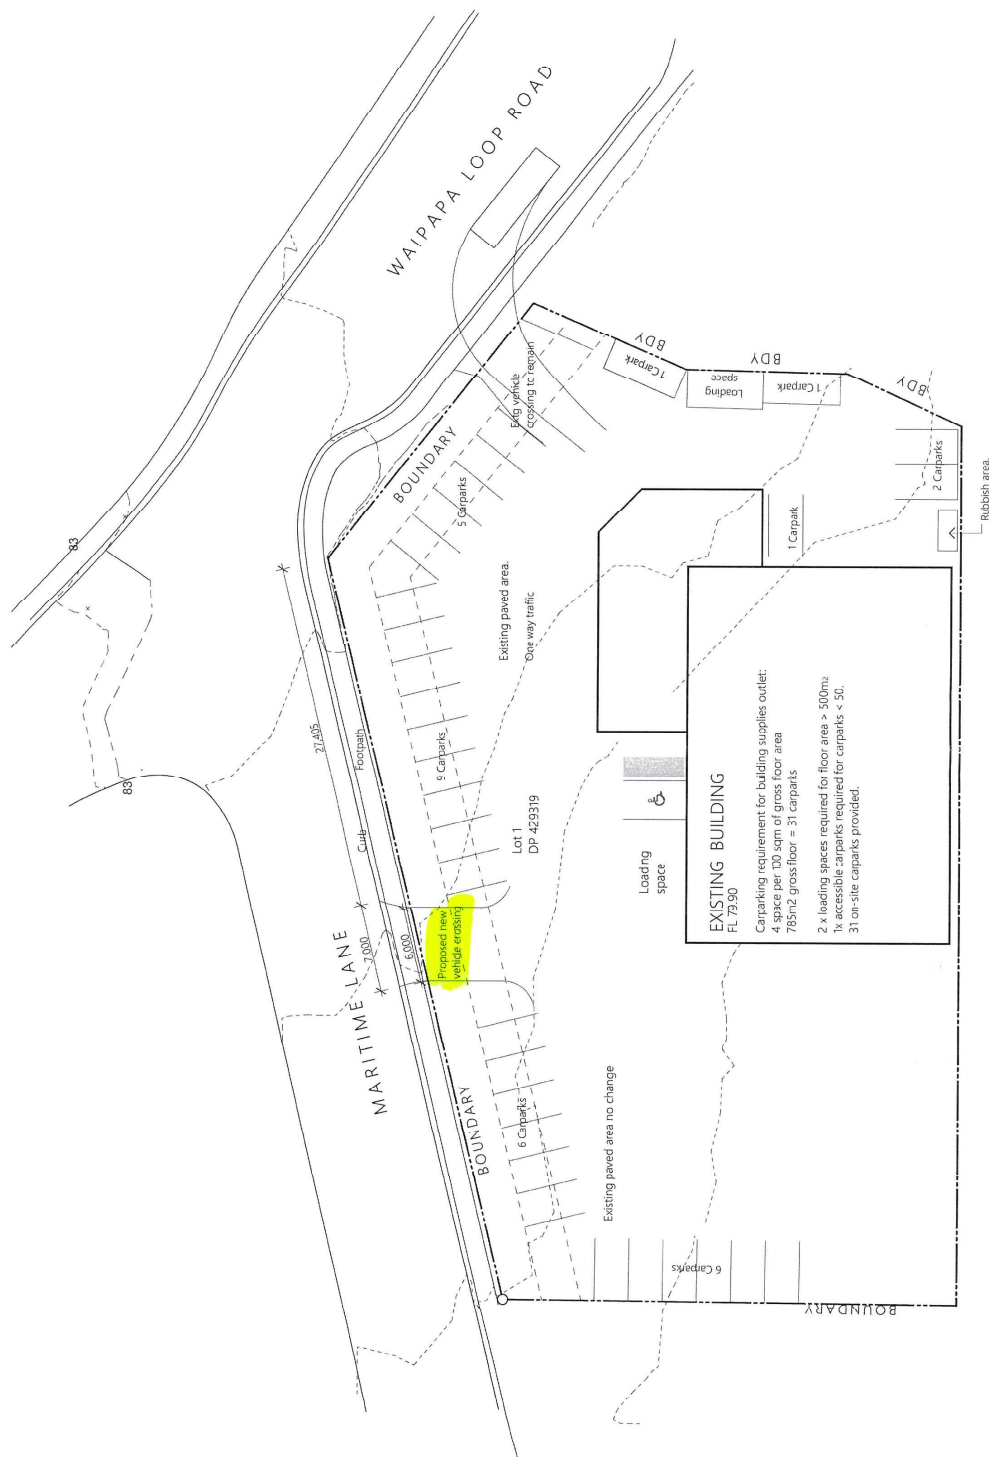 WAIPAPA LOOP ROAD
83
83
27,405
Footpath
Curb
MARITIME LANE
7,000
6,000
Proposed new
vehicle crossing
BOUNDARY
BOUNDARY
Extg vehicle
crossing to remain
5 Carparks
9 Carparks
6 Carparks
Existing paved area.
One way traffic
Lot 1
DP 429319
Existing paved area no change
6 Carparks
BOUNDARY
Loading
space
1 Carpark
BDY
Loading
space
BDY
1 Carpark
BDY
2 Carparks
1 Carpark
Rubbish area.
EXISTING BUILDING
FL 79.90
Carparking requirement for building supplies outlet:
4 space per 100 sqm of gross floor area
785m2 gross floor = 31 carparks
2 x loading spaces required for floor area > 500m2
1x accessible carparks required for carparks < 50.
31 on-site carparks provided.